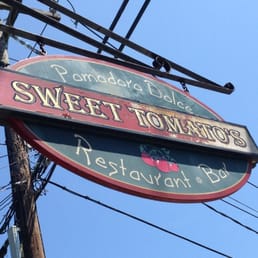 Pomodoro Dolce
SWEET TOMATO'S
Restaurant • Bar